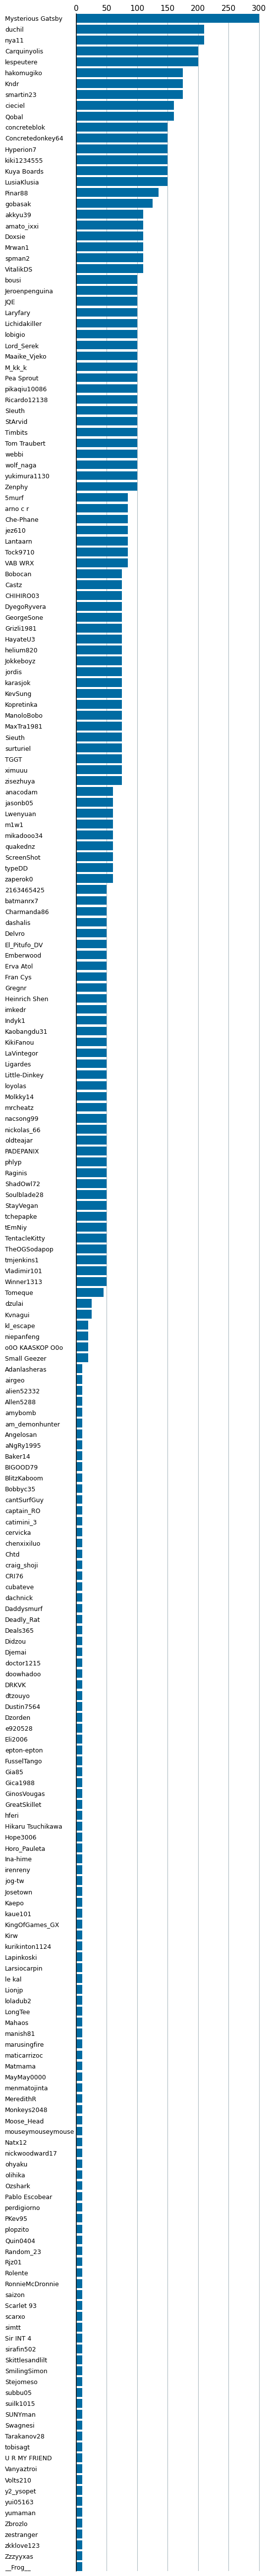 0 50 100 150 200 250 300
Mysterious Gatsby
duchil
nya11
Carquinyolis
lespeutere
hakomugiko
Kndr
smartin23
cieciel
Qobal
concreteblok
Concretedonkey64
Hyperion7
kiki1234555
Kuya Boards
LusiaKlusia
Pinar88
gobasak
akkyu39
amato_ixxi
Doxsie
Mrwan1
spman2
VitalikDS
bousi
Jeroenpenguina
JQE
Laryfary
Lichidakiller
lobigio
Lord_Serek
Maaike_Vjeko
M_kk_k
Pea Sprout
pikaqiu10086
Ricardo12138
Sleuth
StArvid
Timbits
Tom Traubert
webbi
wolf_naga
yukimura1130
Zenphy
5murf
arno c r
Che-Phane
jez610
Lantaarn
Tock9710
VAB WRX
Bobocan
Castz
CHIHIRO03
DyegoRyvera
GeorgeSone
Grizli1981
HayateU3
helium820
Jokkeboyz
jordis
karasjok
KevSung
Kopretinka
ManoloBobo
MaxTra1981
Sieuth
surturiel
TGGT
ximuuu
zisezhuya
anacodam
jasonb05
Lwenyuan
m1w1
mikadooo34
quakednz
ScreenShot
typeDD
zaperok0
2163465425
batmanrx7
Charmanda86
dashalis
Delvro
El_Pitufo_DV
Emberwood
Erva Atol
Fran Cys
Gregnr
Heinrich Shen
imkedr
Indyk1
Kaobangdu31
KikiFanou
LaVintegor
Ligardes
Little-Dinkey
loyolas
Molkky14
mrcheatz
nacsong99
nickolas_66
oldteajar
PADEPANIX
phlyp
Raginis
ShadOwl72
Soulblade28
StayVegan
tchepapke
tEmNiy
TentacleKitty
TheOGSodapop
tmjenkins1
Vladimir101
Winner1313
Tomeque
dzulai
Kvnagui
kl_escape
niepanfeng
o0O KAASKOP O0o
Small Geezer
Adanlasheras
airgeo
alien52332
Allen5288
amybomb
am_demonhunter
Angelosan
aNgRy1995
Baker14
BIGOOD79
BlitzKaboom
Bobbyc35
cantSurfGuy
captain_RO
catimini_3
cervicka
chenxixiluo
Chtd
craig_shoji
CRI76
cubateve
dachnick
Daddysmurf
Deadly_Rat
Deals365
Didzou
Djemai
doctor1215
doowhadoo
DRKVK
dtzouyo
Dustin7564
Dzorden
e920528
Eli2006
epton-epton
FusselTango
Gia85
Gica1988
GinosVougas
GreatSkillet
hferi
Hikaru Tsuchikawa
Hope3006
Horo_Pauleta
Ina-hime
irenreny
jog-tw
Josetown
Kaepo
kaue101
KingOfGames_GX
Kirw
kurikinton1124
Lapinkoski
Larsiocarpin
le kal
Lionjp
loladub2
LongTee
Mahaos
manish81
marusingfire
maticarrizoc
Matmama
MayMay0000
menmatojinta
MeredithR
Monkeys2048
Moose_Head
mouseymouseymouse
Natx12
nickwoodward17
ohyaku
olihika
Ozshark
Pablo Escobear
perdigiorno
PKev95
plopzito
Quin0404
Random_23
Rjz01
Rolente
RonnieMcDronnie
saizon
Scarlet 93
scarxo
simtt
Sir INT 4
sirafin502
Skittlesandlilt
SmilingSimon
Stejomeso
subbu05
suilk1015
SUNYman
Swagnesi
Tarakanov28
tobisagt
U R MY FRIEND
Vanyaztroi
Volts210
y2_ysopet
yui05163
yumaman
Zbrozlo
zestranger
zkklove123
Zzzyyxas
__Frog__